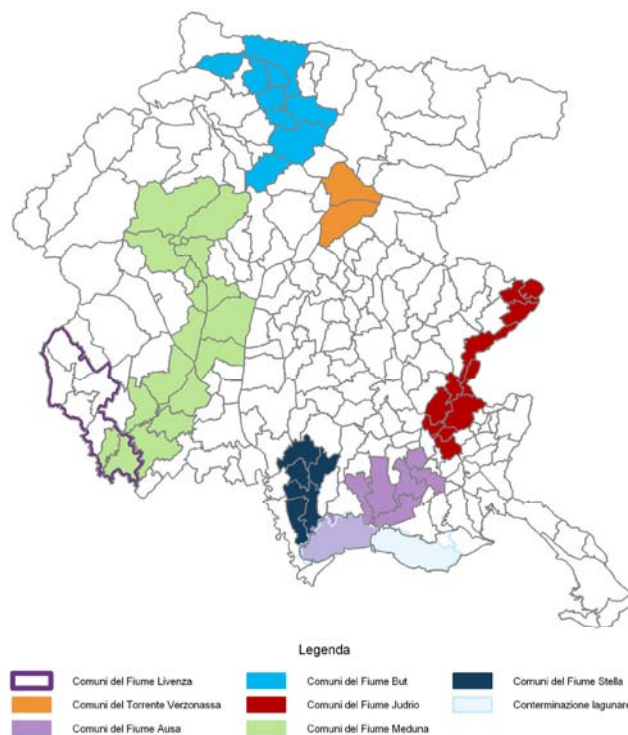 Legenda
Comuni del Fiume Livenza
Comuni del Fiume But
Comuni del Fiume Stella
Comuni del Torrente Verzonassa
Comuni del Fiume Judrio
Conterminazione lagunare
Comuni del Fiume Ausa
Comuni del Fiume Meduna